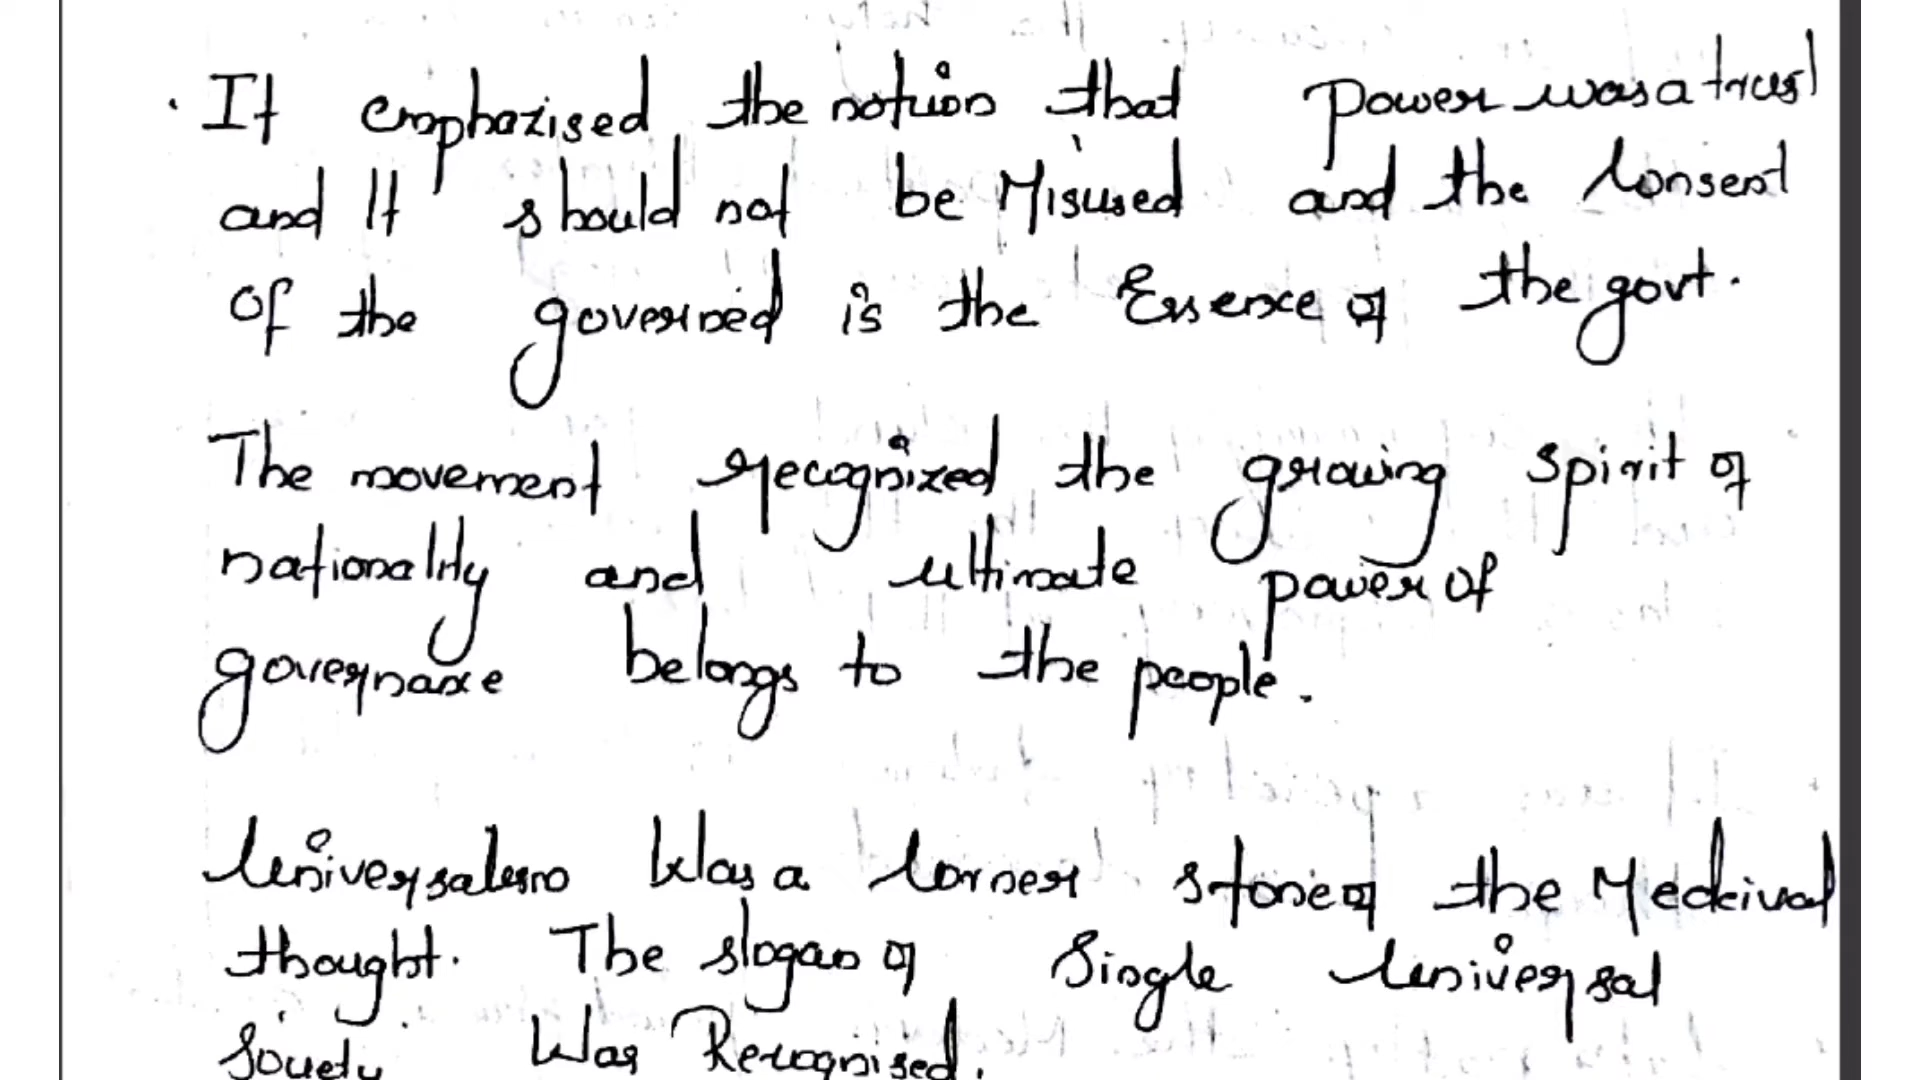 . It emphazised the notion that power was a trust
and It should not be Misused and the Consent
of the governed is the Essence of the govt.
The movement recognized the growing spirit of
nationality and ultimate power of
governance belongs to the people.
Universalism Was a Corner stone of the Medeival
thought. The slogan of Single Universal
Society Was Recognised.